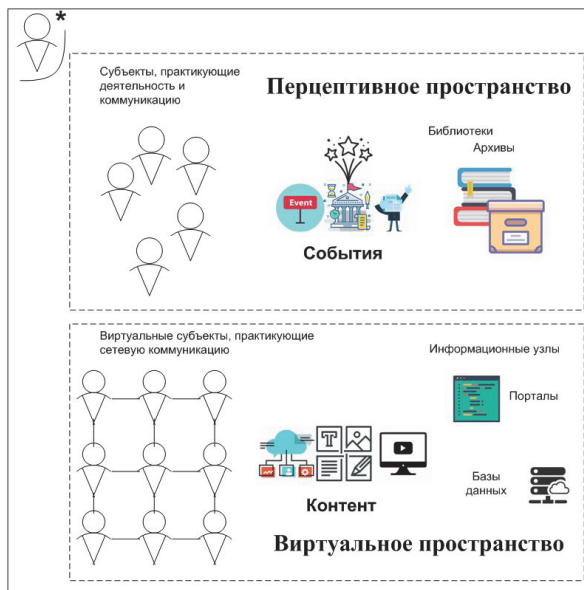 *
Субъекты, практикующие
деятельность и
коммуникацию
Перцептивное пространство
Библиотеки
Архивы
Event
События
Виртуальные субъекты, практикующие
сетевую коммуникацию
Информационные узлы
Порталы
T
Контент
Базы
данных
Виртуальное пространство